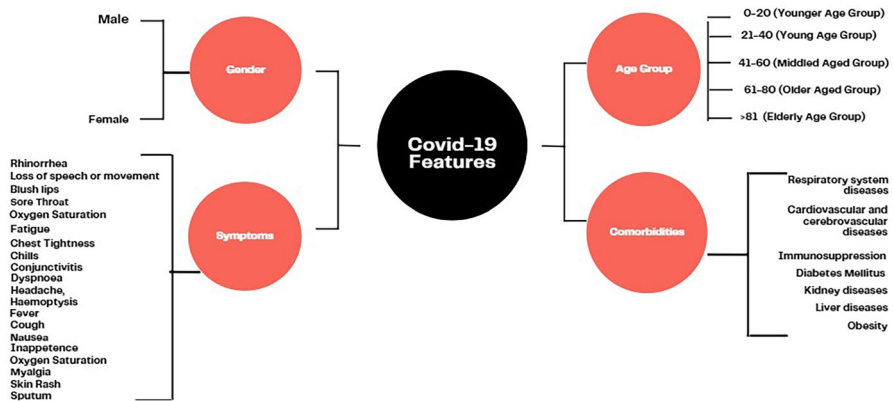 Male
Gender
Female
Covid-19
Features
Age Group
0-20 (Younger Age Group)
21-40 (Young Age Group)
41-60 (Middled Aged Group)
61-80 (Older Aged Group)
>81 (Elderly Age Group)
Symptoms
Rhinorrhea
Loss of speech or movement
Blush lips
Sore Throat
Oxygen Saturation
Fatigue
Chest Tightness
Chills
Conjunctivitis
Dyspnoea
Headache,
Haemoptysis
Fever
Cough
Nausea
Inappetence
Oxygen Saturation
Myalgia
Skin Rash
Sputum
Comorbidities
Respiratory system
diseases
Cardiovascular and
cerebrovascular
diseases
Immunosuppression
Diabetes Mellitus
Kidney diseases
Liver diseases
Obesity